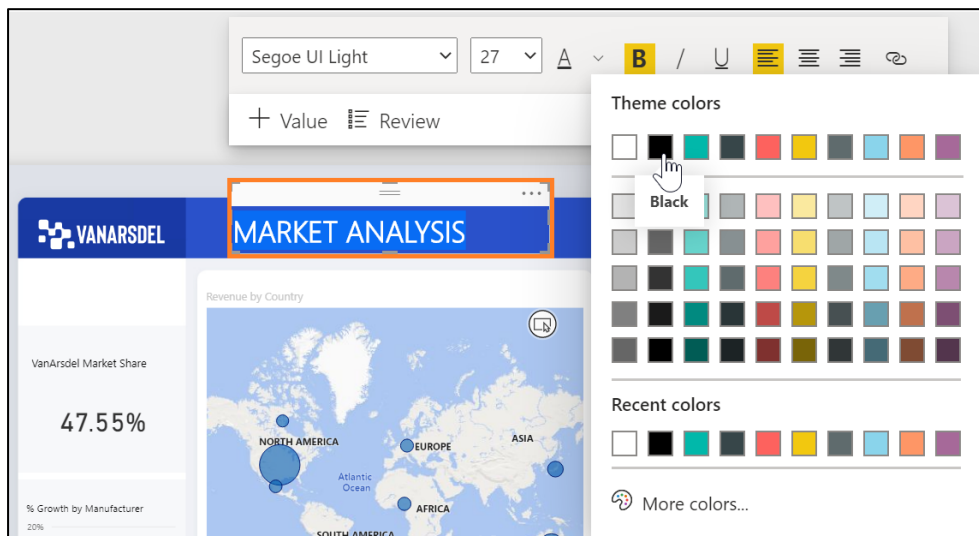 Segoe UI Light 27 A B / U
Theme colors
+ Value Review
Black
VANARSDEL
MARKET ANALYSIS
Revenue by Country
VanArsdel Market Share
47.55%
NORTH AMERICA
EUROPE
ASIA
Atlantic
Ocean
AFRICA
SOUTH AMERICA
% Growth by Manufacturer
20%
Recent colors
More colors...